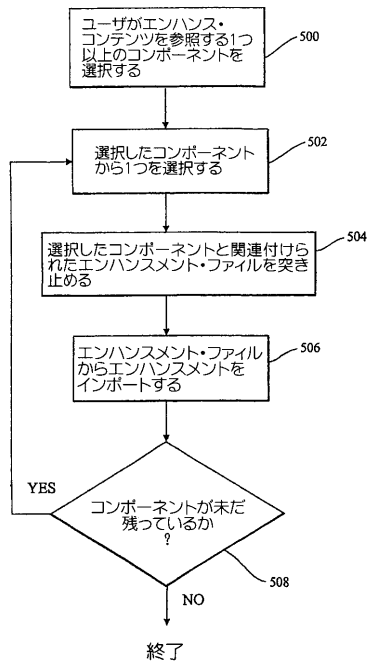 ユーザがエンハンス・
コンテンツを参照する1つ
以上のコンポーネントを
選択する
500
選択したコンポーネント
から1つを選択する
502
選択したコンポーネントと関連付けら
れたエンハンスメント・ファイルを突き
止める
504
エンハンスメント・ファイル
からエンハンスメントを
インポートする
506
YES
コンポーネントが未だ
残っているか
?
508
NO
終了